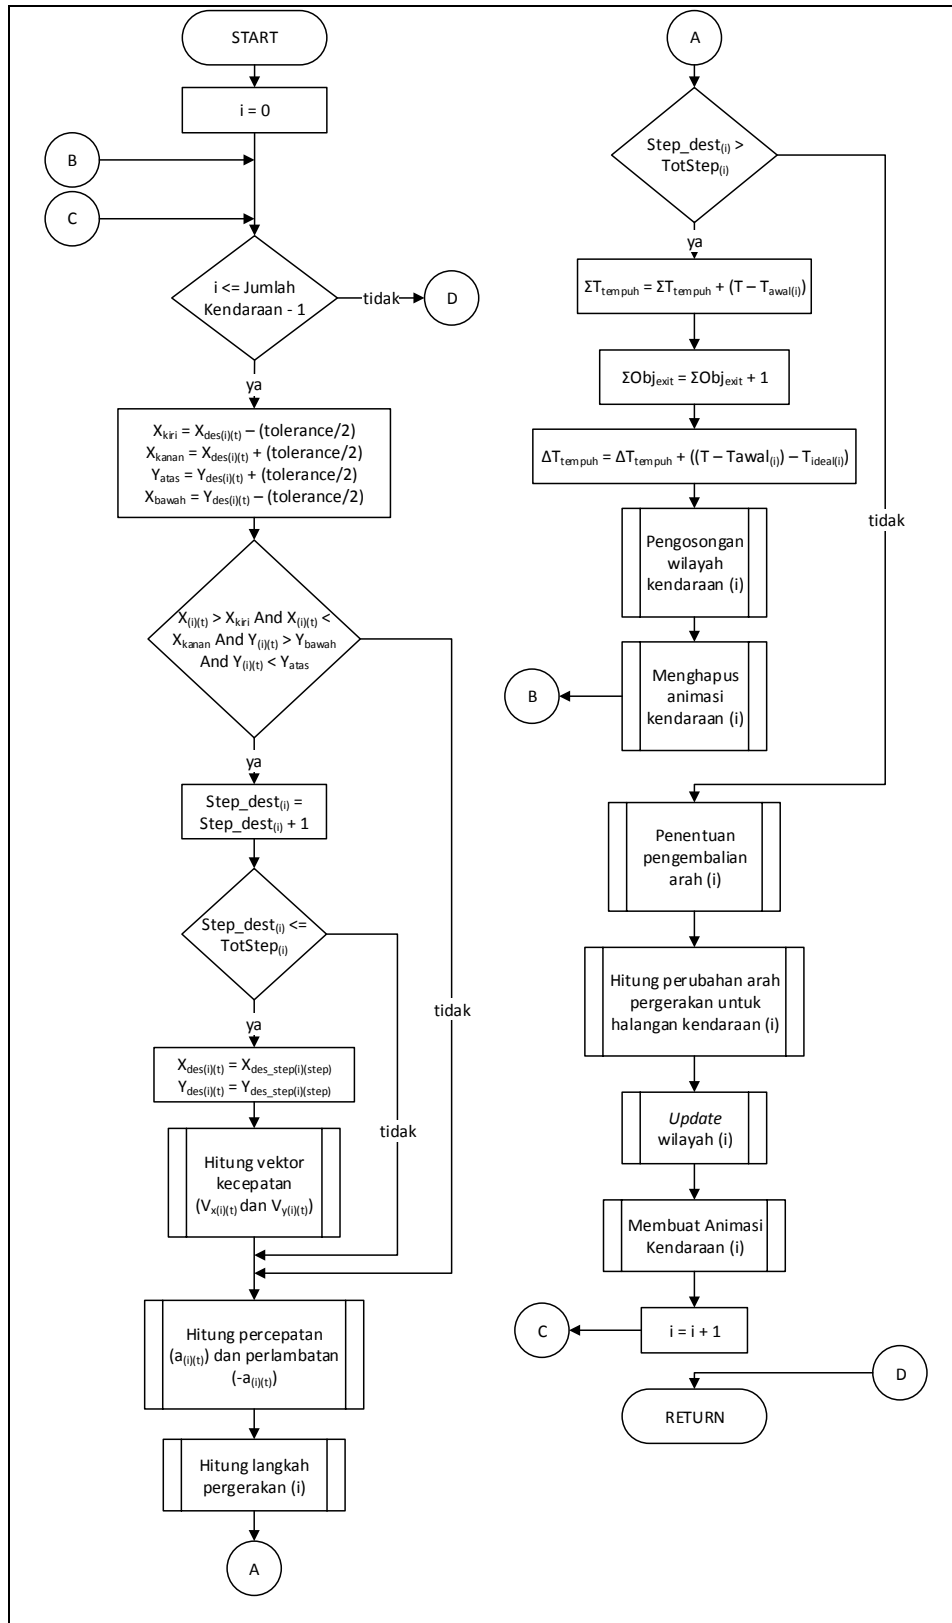 START
i = 0
B
C
i <= Jumlah
Kendaraan - 1
tidak
D
ya
Xkiri = Xdes(i)(t) – (tolerance/2)
Xkanan = Xdes(i)(t) + (tolerance/2)
Yatas = Ydes(i)(t) + (tolerance/2)
Xbawah = Ydes(i)(t) – (tolerance/2)
X(i)(t) > Xkiri And X(i)(t) <
Xkanan And Y(i)(t) > Ybawah
And Y(i)(t) < Yatas
tidak
ya
Step_dest(i) =
Step_dest(i) + 1
Step_dest(i) <=
TotStep(i)
tidak
ya
Xdes(i)(t) = Xdes_step(i)(step)
Ydes(i)(t) = Ydes_step(i)(step)
Hitung vektor
kecepatan
(Vx(i)(t) dan Vy(i)(t))
Hitung percepatan
(a(i)(t)) dan perlambatan
(-a(i)(t))
Hitung langkah
pergerakan (i)
A
A
Step_dest(i) >
TotStep(i)
tidak
ya
ΣTtempuh = ΣTtempuh + (T – Tawal(i))
ΣObjexit = ΣObjexit + 1
ΔTtempuh = ΔTtempuh + ((T – Tawal(i)) – Tideal(i))
Pengosongan
wilayah
kendaraan (i)
Menghapus
animasi
kendaraan (i)
B
Penentuan
pengembalian
arah (i)
Hitung perubahan arah
pergerakan untuk
halangan kendaraan (i)
Update
wilayah (i)
Membuat Animasi
Kendaraan (i)
i = i + 1
C
D
RETURN